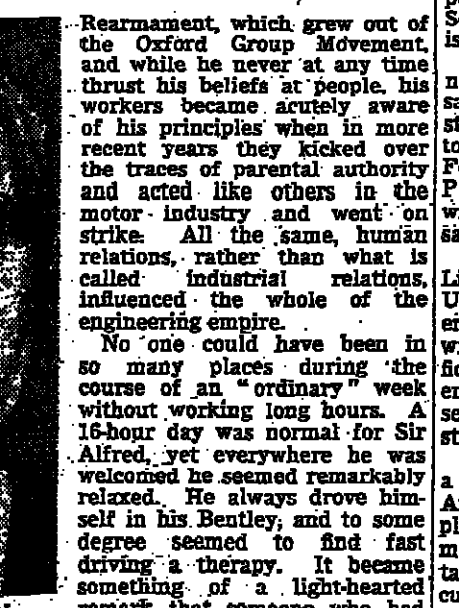 Rearmament, which grew out of
the Oxford Group Movement,
and while he never at any time
thrust his beliefs at people, his
workers became acutely aware
of his principles when in more
recent years they kicked over
the traces of parental authority
and acted like others in the
motor industry and went on
strike. All the same, human
relations, rather than what is
called industrial relations,
influenced the whole of the
engineering empire.
No one could have been in
so many places during the
course of an "ordinary" week
without working long hours. A
16-hour day was normal for Sir
Alfred, yet everywhere he was
welcomed he seemed remarkably
relaxed. He always drove him-
self in his Bentley, and to some
degree seemed to find fast
driving a therapy. It became
something of a light-hearted
remark that someone who had